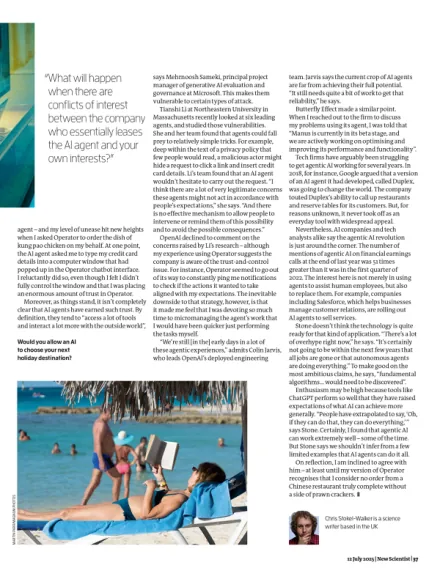 "What will happen
when there are
conflicts of interest
between the company
who essentially leases
the AI agent and your
own interests?"
agent – and my level of unease hit new heights
when I asked Operator to order the dish of
kung pao chicken on my behalf. At one point,
the AI agent asked me to type my credit card
details into a computer window that had
popped up in the Operator chatbot interface.
I reluctantly did so, even though I felt I didn't
fully control the window and that I was placing
an enormous amount of trust in Operator.
Moreover, as things stand, it isn't completely
clear that AI agents have earned such trust. By
definition, they tend to "access a lot of tools
and interact a lot more with the outside world",
Would you allow an AI
to choose your next
holiday destination?
says Mehrnoosh Sameki, principal project
manager of generative AI evaluation and
governance at Microsoft. This makes them
vulnerable to certain types of attack.
Tianshi Li at Northeastern University in
Massachusetts recently looked at six leading
agents, and studied those vulnerabilities.
She and her team found that agents could fall
prey to relatively simple tricks. For example,
deep within the text of a privacy policy that
few people would read, a malicious actor might
hide a request to click a link and insert credit
card details. Li's team found that an AI agent
wouldn't hesitate to carry out the request. "I
think there are a lot of very legitimate concerns
these agents might not act in accordance with
people's expectations," she says. "And there
is no effective mechanism to allow people to
intervene or remind them of this possibility
and to avoid the possible consequences."
OpenAI declined to comment on the
concerns raised by Li's research – although
my experience using Operator suggests the
company is aware of the trust-and-control
issue. For instance, Operator seemed to go out
of its way to constantly ping me notifications
to check if the actions it wanted to take
aligned with my expectations. The inevitable
downside to that strategy, however, is that
it made me feel that I was devoting so much
time to micromanaging the agent's work that
I would have been quicker just performing
the tasks myself.
"We're still [in the] early days in a lot of
these agentic experiences," admits Colin Jarvis,
who leads OpenAI's deployed engineering
team. Jarvis says the current crop of AI agents
are far from achieving their full potential.
"It still needs quite a bit of work to get that
reliability," he says.
Butterfly Effect made a similar point.
When I reached out to the firm to discuss
my problems using its agent, I was told that
"Manus is currently in its beta stage, and
we are actively working on optimising and
improving its performance and functionality".
Tech firms have arguably been struggling
to get agentic AI working for several years. In
2018, for instance, Google argued that a version
of an AI agent it had developed, called Duplex,
was going to change the world. The company
touted Duplex's ability to call up restaurants
and reserve tables for its customers. But, for
reasons unknown, it never took off as an
everyday tool with widespread appeal.
Nevertheless, AI companies and tech
analysts alike say the agentic AI revolution
is just around the corner. The number of
mentions of agentic AI on financial earnings
calls at the end of last year was 51 times
greater than it was in the first quarter of
2022. The interest here is not merely in using
agents to assist human employees, but also
to replace them. For example, companies
including Salesforce, which helps businesses
manage customer relations, are rolling out
AI agents to sell services.
Stone doesn't think the technology is quite
ready for that kind of application. "There's a lot
of overhype right now," he says. "It's certainly
not going to be within the next few years that
all jobs are gone or that autonomous agents
are doing everything." To make good on the
most ambitious claims, he says, "fundamental
algorithms... would need to be discovered".
Enthusiasm may be high because tools like
ChatGPT perform so well that they have raised
expectations of what AI can achieve more
generally. "People have extrapolated to say, 'Oh,
if they can do that, they can do everything,'"
says Stone. Certainly, I found that agentic AI
can work extremely well – some of the time.
But Stone says we shouldn't infer from a few
limited examples that AI agents can do it all.
On reflection, I am inclined to agree with
him – at least until my version of Operator
recognises that I consider no order from a
Chinese restaurant truly complete without
a side of prawn crackers.
Chris Stokel-Walker is a science
writer based in the UK
12 July 2025 | New Scientist | 37